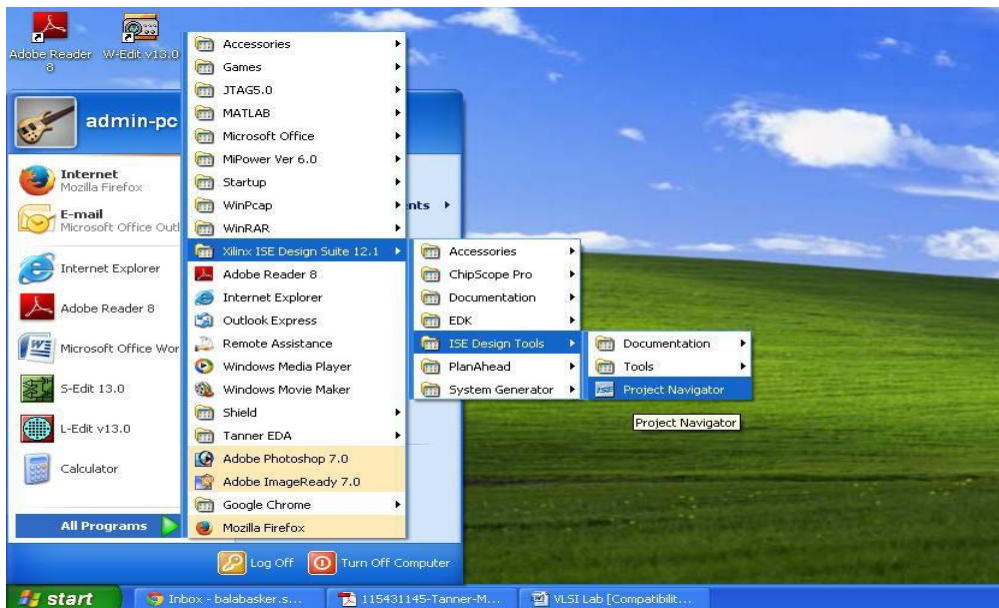 Adobe Reader 8
W-Edit v13.0
admin-pc
Internet
Mozilla Firefox
E-mail
Microsoft Office Outl
Internet Explorer
Adobe Reader 8
Microsoft Office Wor
S-Edit 13.0
L-Edit v13.0
Calculator
All Programs
Accessories
Games
JTAG5.0
MATLAB
Microsoft Office
MiPower Ver 6.0
Startup
WinPcap
WinRAR
Xilinx ISE Design Suite 12.1
Adobe Reader 8
Internet Explorer
Outlook Express
Remote Assistance
Windows Media Player
Windows Movie Maker
Shield
Tanner EDA
Adobe Photoshop 7.0
Adobe ImageReady 7.0
Google Chrome
Mozilla Firefox
nts
Accessories
ChipScope Pro
Documentation
EDK
ISE Design Tools
PlanAhead
System Generator
Documentation
Tools
ISE Project Navigator
Project Navigator
Log Off
Turn Off Computer
start
Inbox - balabasker.s...
115431145-Tanner-M...
VLSI Lab [Compatibilit...